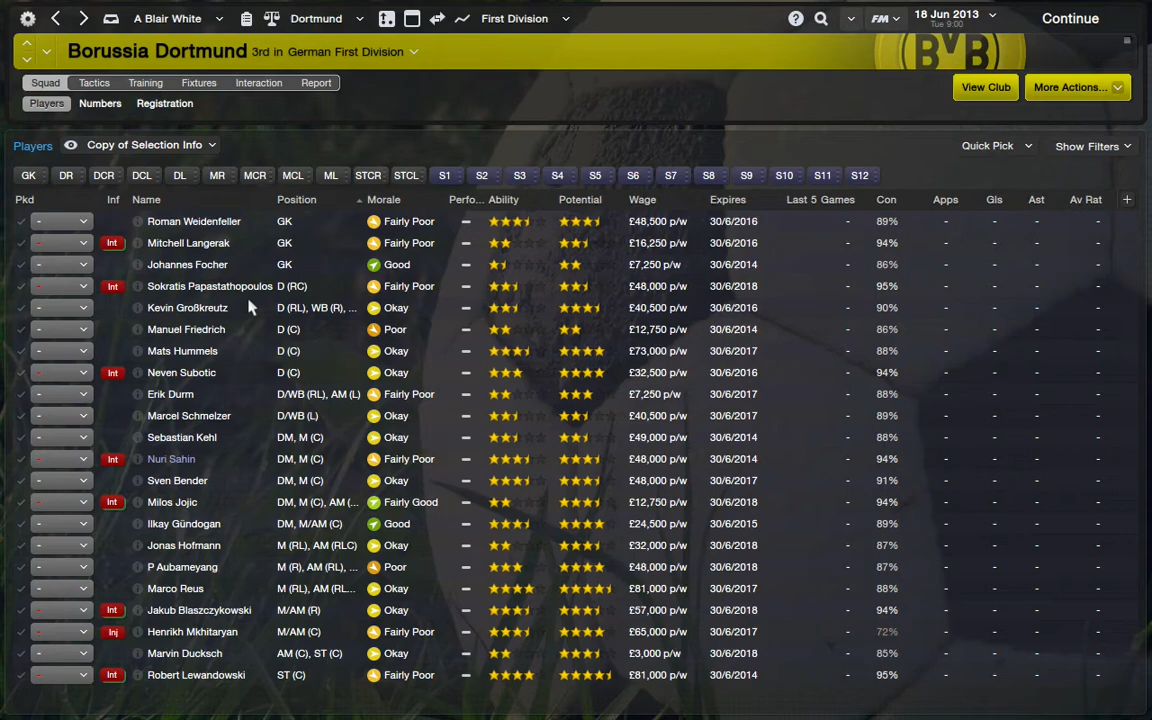 A Blair White Dortmund First Division ? FM 18 Jun 2013 Tue 9:00 Continue
Borussia Dortmund 3rd in German First Division BVB
Squad Tactics Training Fixtures Interaction Report View Club More Actions...
Players Numbers Registration
Players Copy of Selection Info Quick Pick Show Filters
GK DR DCR DCL DL MR MCR MCL ML STCR STCL S1 S2 S3 S4 S5 S6 S7 S8 S9 S10 S11 S12
Pkd Inf Name Position Morale Perfo... Ability Potential Wage Expires Last 5 Games Con Apps Gls Ast Av Rat +
- Roman Weidenfeller GK Fairly Poor - £48,500 p/w 30/6/2016 - 89% - - - -
- Int Mitchell Langerak GK Fairly Poor - £16,250 p/w 30/6/2016 - 94% - - - -
- Johannes Focher GK Good - £7,250 p/w 30/6/2014 - 86% - - - -
- Int Sokratis Papastathopoulos D (RC) Fairly Poor - £48,000 p/w 30/6/2018 - 95% - - - -
- Kevin Großkreutz D (RL), WB (R), ... Okay - £40,500 p/w 30/6/2016 - 90% - - - -
- Manuel Friedrich D (C) Poor - £12,750 p/w 30/6/2014 - 86% - - - -
- Mats Hummels D (C) Okay - £73,000 p/w 30/6/2017 - 88% - - - -
- Int Neven Subotic D (C) Okay - £32,500 p/w 30/6/2016 - 94% - - - -
- Erik Durm D/WB (RL), AM (L) Fairly Poor - £7,250 p/w 30/6/2017 - 88% - - - -
- Marcel Schmelzer D/WB (L) Okay - £40,500 p/w 30/6/2017 - 89% - - - -
- Sebastian Kehl DM, M (C) Okay - £49,000 p/w 30/6/2014 - 88% - - - -
- Int Nuri Sahin DM, M (C) Fairly Poor - £48,000 p/w 30/6/2014 - 94% - - - -
- Sven Bender DM, M (C) Okay - £48,000 p/w 30/6/2017 - 91% - - - -
- Int Milos Jojic DM, M (C), AM (... Fairly Good - £12,750 p/w 30/6/2018 - 94% - - - -
- Ilkay Gündogan DM, M/AM (C) Good - £24,500 p/w 30/6/2015 - 89% - - - -
- Jonas Hofmann M (RL), AM (RLC) Okay - £32,000 p/w 30/6/2018 - 87% - - - -
- P Aubameyang M (R), AM (RL), ... Poor - £48,000 p/w 30/6/2018 - 87% - - - -
- Marco Reus M (RL), AM (RL... Okay - £81,000 p/w 30/6/2017 - 88% - - - -
- Int Jakub Blaszczykowski M/AM (R) Okay - £57,000 p/w 30/6/2018 - 94% - - - -
- Inj Henrikh Mkhitaryan M/AM (C) Fairly Poor - £65,000 p/w 30/6/2017 - 72% - - - -
- Marvin Ducksch AM (C), ST (C) Okay - £3,000 p/w 30/6/2017 - 85% - - - -
- Int Robert Lewandowski ST (C) Fairly Poor - £81,000 p/w 30/6/2014 - 95% - - - -